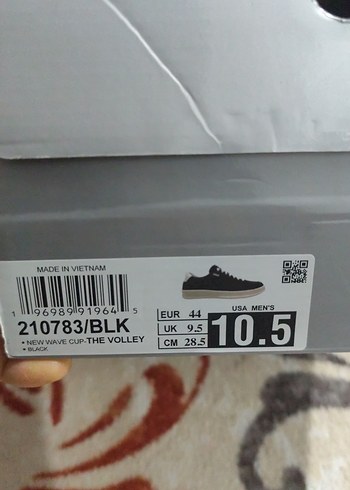 MADE IN VIETNAM
1 96989 91964 5
210783/BLK
• NEW WAVE CUP-THE VOLLEY
• BLACK
EUR 44
UK 9.5
CM 28.5
USA MEN'S
10.5